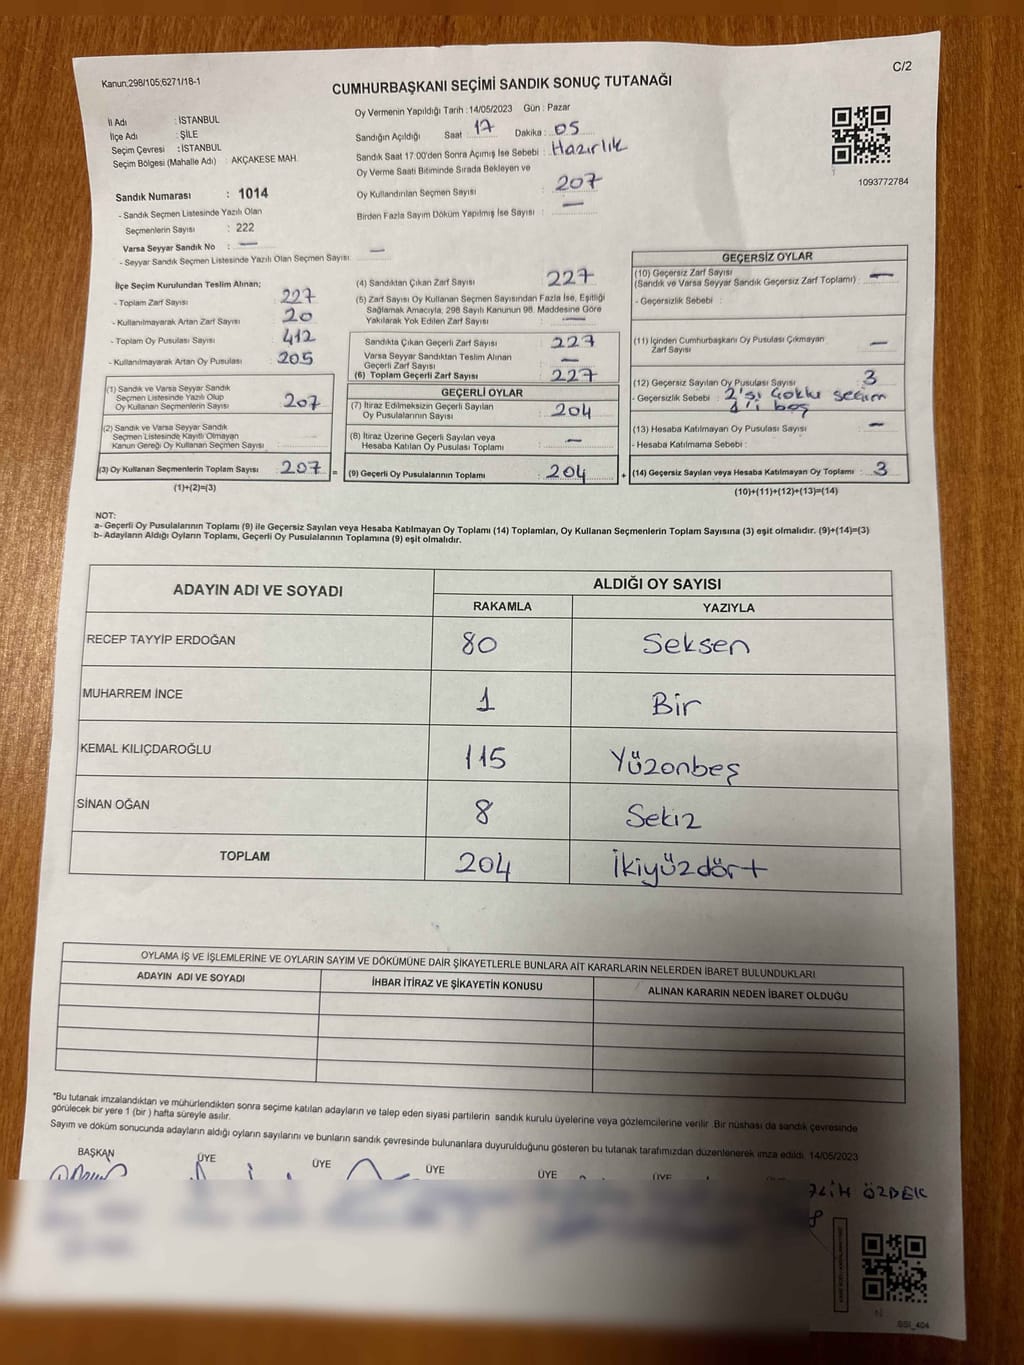 Kanun;298/105;6271/18-1
C/2
CUMHURBAŞKANI SEÇİMİ SANDIK SONUÇ TUTANAĞI
İl Adı : İSTANBUL
İlçe Adı : ŞİLE
Seçim Çevresi : İSTANBUL
Seçim Bölgesi (Mahalle Adı) : AKÇAKESE MAH.
Sandık Numarası : 1014
- Sandık Seçmen Listesinde Yazılı Olan
Seçmenlerin Sayısı : 222
Varsa Seyyar Sandık No : —
- Seyyar Sandık Seçmen Listesinde Yazılı Olan Seçmen Sayısı: —
Oy Vermenin Yapıldığı Tarih : 14/05/2023 Gün : Pazar
Sandığın Açıldığı Saat : 17 Dakika : 05
Sandık Saat 17:00'den Sonra Açımış İse Sebebi : Hazırlık
Oy Verme Saati Bitiminde Sırada Bekleyen ve
Oy Kullandırılan Seçmen Sayısı : 207
Birden Fazla Sayım Döküm Yapılmış İse Sayısı : —
1093772784
İlçe Seçim Kurulundan Teslim Alınan;
- Toplam Zarf Sayısı : 227
- Kullanılmayarak Artan Zarf Sayısı : 20
- Toplam Oy Pusulası : 412
- Kullanılmayarak Artan Oy Pusulası : 205
(1) Sandık ve Varsa Seyyar Sandık
Seçmen Listesinde Yazılı Olup
Oy Kullanan Seçmenlerin Sayısı : 207
(2) Sandık ve Varsa Seyyar Sandık
Seçmen Listesinde Kayıtlı Olmayan
Kanun Gereği Oy Kullanan Seçmen Sayısı :
(3) Oy Kullanan Seçmenlerin Toplam Sayısı : 207 =
(1)+(2)=(3)
(4) Sandıktan Çıkan Zarf Sayısı : 227
(5) Zarf Sayısı Oy Kullanan Seçmen Sayısından Fazla İse, Eşitliği
Sağlamak Amacıyla, 298 Sayılı Kanunun 98. Maddesine Göre
Yakılarak Yok Edilen Zarf Sayısı : —
Sandıkta Çıkan Geçerli Zarf Sayısı : 227
Varsa Seyyar Sandıktan Teslim Alınan
Geçerli Zarf Sayısı : —
(6) Toplam Geçerli Zarf Sayısı : 227
GEÇERLİ OYLAR
(7) İtiraz Edilmeksizin Geçerli Sayılan
Oy Pusulasının Sayısı : 204
(8) İtiraz Üzerine Geçerli Sayılan veya
Hesaba Katılan Oy Pusulası Toplamı : —
(9) Geçerli Oy Pusulalarının Toplamı : 204 +
GEÇERSİZ OYLAR
(10) Geçersiz Zarf Sayısı
(Sandık ve Varsa Seyyar Sandık Geçersiz Zarf Toplamı) : —
- Geçersizlik Sebebi :
(11) İçinden Cumhurbaşkanı Oy Pusulası Çıkmayan
Zarf Sayısı : —
(12) Geçersiz Sayılan Oy Pusulası Sayısı : 3
- Geçersizlik Sebebi : 2'si çoklu seçim
1'i boş
(13) Hesaba Katılmayan Oy Pusulası Sayısı : —
- Hesaba Katılmama Sebebi :
(14) Geçersiz Sayılan veya Hesaba Katılmayan Oy Toplamı : 3
(10)+(11)+(12)+(13)=(14)
NOT:
a- Geçerli Oy Pusulalarının Toplamı (9) ile Geçersiz Sayılan veya Hesaba Katılmayan Oy Toplamı (14) Toplamları, Oy Kullanan Seçmenlerin Toplam Sayısına (3) eşit olmalıdır. (9)+(14)=(3)
b- Adayların Aldığı Oyların Toplamı, Geçerli Oy Pusulalarının Toplamına (9) eşit olmalıdır.
ADAYIN ADI VE SOYADI
ALDIĞI OY SAYISI
RAKAMLA YAZIYLA
RECEP TAYYİP ERDOĞAN 80 Seksen
MUHARREM İNCE 1 Bir
KEMAL KILIÇDAROĞLU 115 Yüzonbeş
SİNAN OĞAN 8 Sekiz
TOPLAM 204 İkiyüzdört
OYLAMA İŞ VE İŞLEMLERİNE VE OYLARIN SAYIM VE DÖKÜMÜNE DAİR ŞİKAYETLERLE BUNLARA AİT KARARLARIN NELERDEN İBARET BULUNDUKLARI
ADAYIN ADI VE SOYADI İHBAR İTİRAZ VE ŞİKAYETİN KONUSU ALINAN KARARIN NEDEN İBARET OLDUĞU
"Bu tutanak imzalandıktan ve mühürlendikten sonra seçime katılan adayların ve talep eden siyasi partilerin sandık kurulu üyelerine veya gözlemcilerine verilir .Bir nüshası da sandık çevresinde
görülecek bir yere 1 (bir ) hafta süreyle asılır.
Sayım ve döküm sonucunda adayların aldığı oyların sayılarını ve bunların sandık çevresinde bulunanlara duyurulduğunu gösteren bu tutanak tarafımızdan düzenlenerek imza edildi. 14/05/2023
BAŞKAN ÜYE ÜYE ÜYE ÜYE ÜYE
ÖZBEK
SSI_404